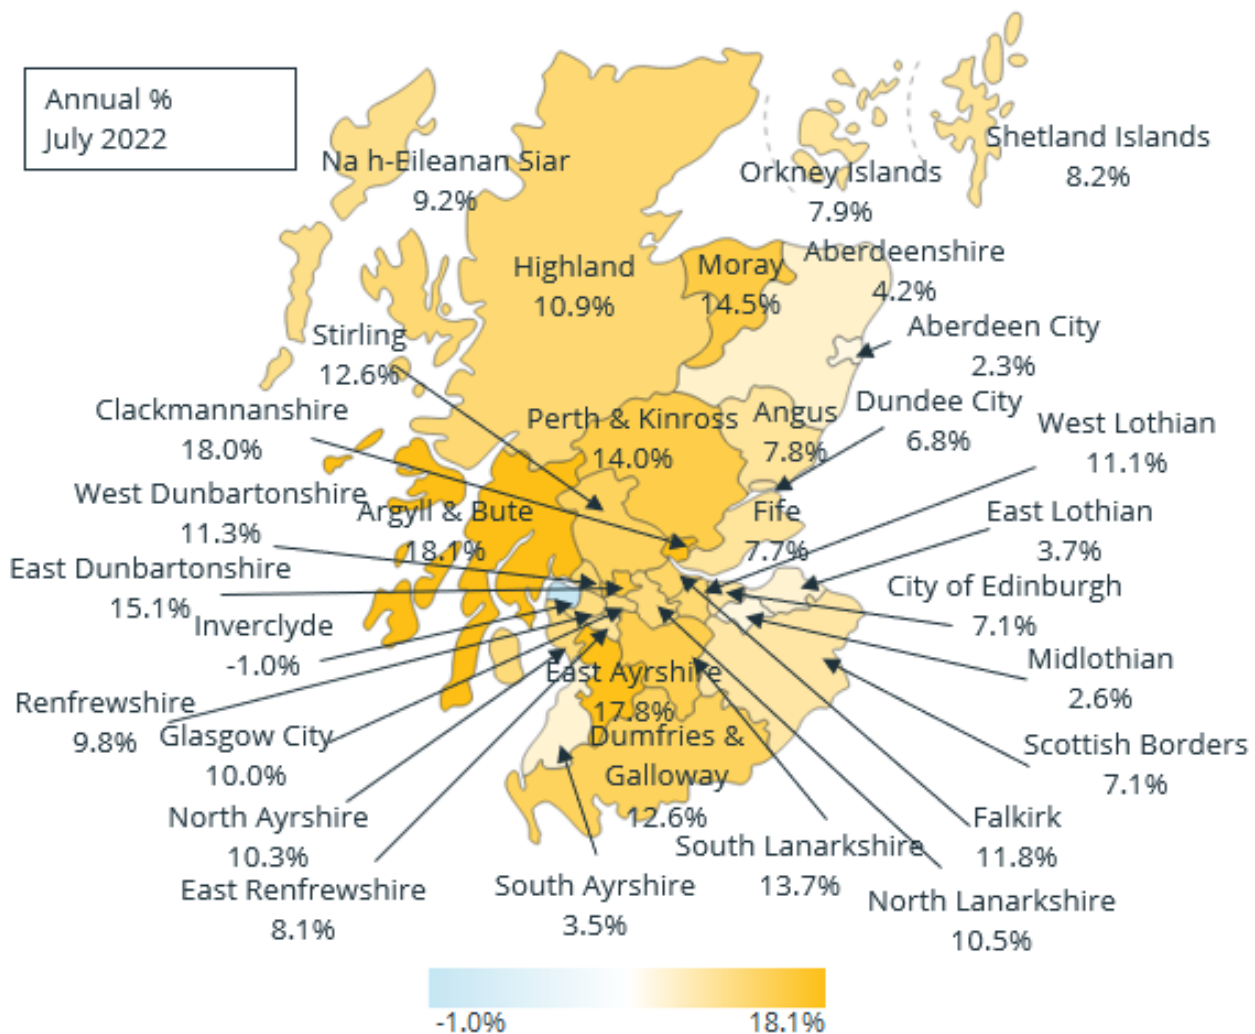 Annual %
July 2022
Shetland Islands
8.2%
Na h-Eileanan Siar
9.2%
Orkney Islands
7.9%
Highland
10.9%
Moray
14.5%
Aberdeenshire
4.2%
Stirling
12.6%
Aberdeen City
2.3%
Clackmannanshire
18.0%
Perth & Kinross
14.0%
Angus
7.8%
Dundee City
6.8%
West Lothian
11.1%
West Dunbartonshire
11.3%
Argyll & Bute
18.1%
Fife
7.7%
East Lothian
3.7%
East Dunbartonshire
15.1%
City of Edinburgh
7.1%
Inverclyde
-1.0%
Midlothian
2.6%
East Ayrshire
17.8%
Renfrewshire
9.8%
Glasgow City
10.0%
Dumfries &
Galloway
12.6%
Scottish Borders
7.1%
North Ayrshire
10.3%
Falkirk
11.8%
South Lanarkshire
13.7%
East Renfrewshire
8.1%
South Ayrshire
3.5%
North Lanarkshire
10.5%
-1.0%
18.1%